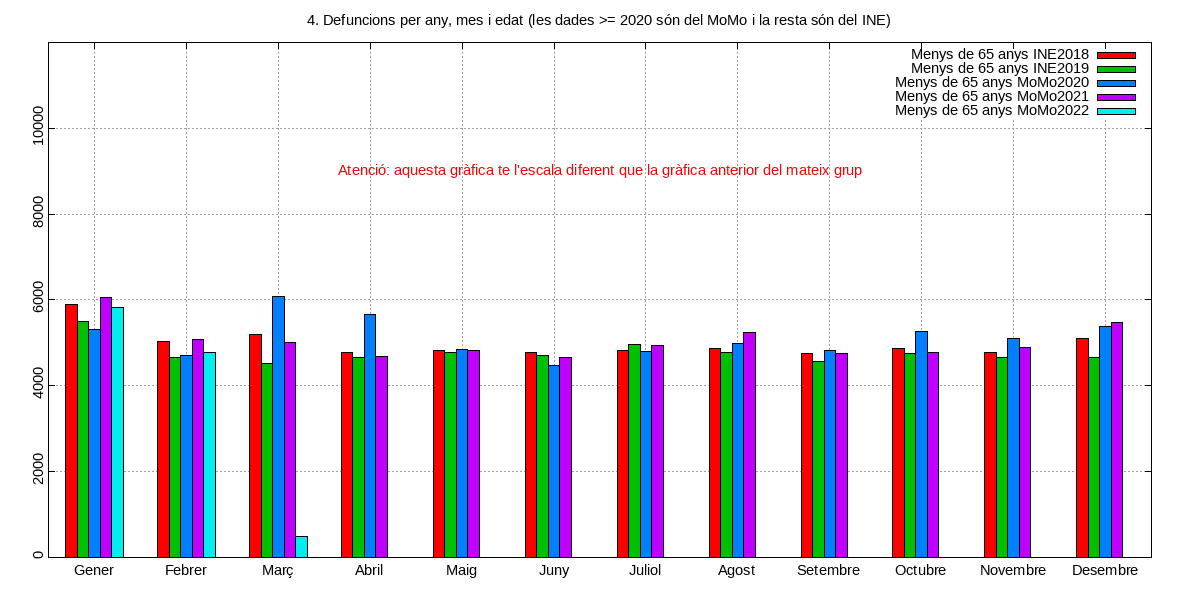 4. Defuncions per any, mes i edat (les dades >= 2020 són del MoMo i la resta són del INE)
Menys de 65 anys INE2018
Menys de 65 anys INE2019
Menys de 65 anys MoMo2020
Menys de 65 anys MoMo2021
Menys de 65 anys MoMo2022
Atenció: aquesta gràfica te l'escala diferent que la gràfica anterior del mateix grup
10000
8000
6000
4000
2000
0
Gener Febrer Març Abril Maig Juny Juliol Agost Setembre Octubre Novembre Desembre